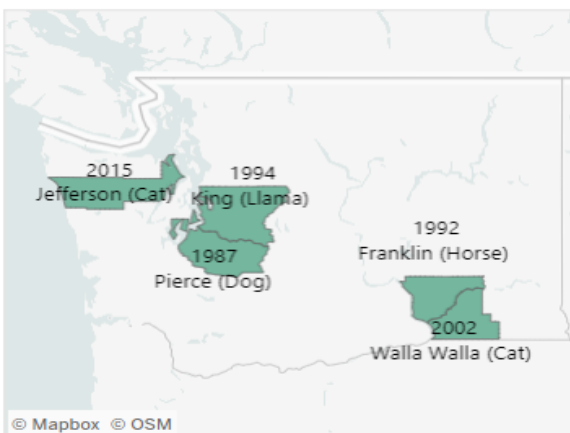 2015
Jefferson (Cat)
1994
King (Llama)
1987
Pierce (Dog)
1992
Franklin (Horse)
2002
Walla Walla (Cat)
© Mapbox © OSM